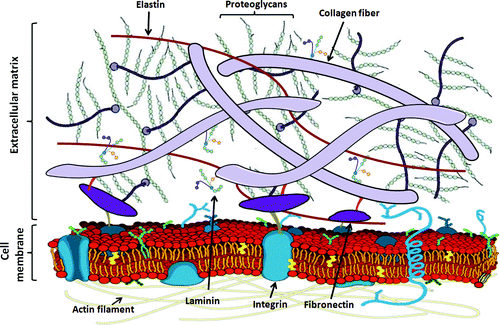 Elastin
Proteoglycans
Collagen fiber
Extracellular matrix
Cell
membrane
Actin filament
Laminin
Integrin
Fibronectin